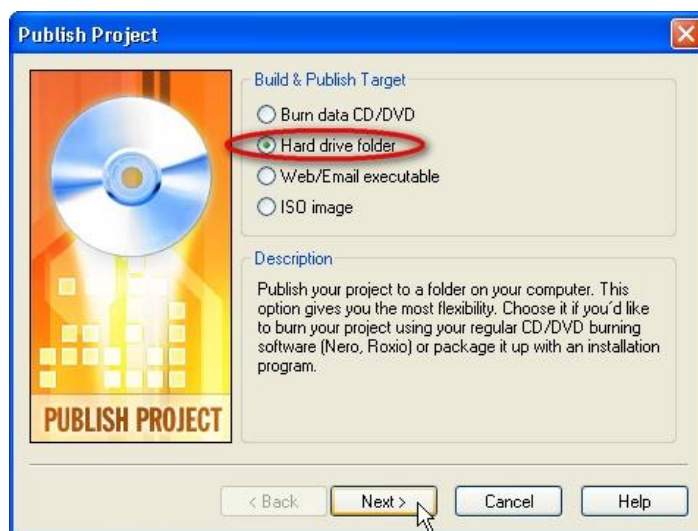 Publish Project
Build & Publish Target
Burn data CD/DVD
Hard drive folder
Web/Email executable
ISO image
Description
Publish your project to a folder on your computer. This
option gives you the most flexibility. Choose it if you'd like
to burn your project using your regular CD/DVD burning
software (Nero, Roxio) or package it up with an installation
program.
PUBLISH PROJECT
< Back
Next >
Cancel
Help